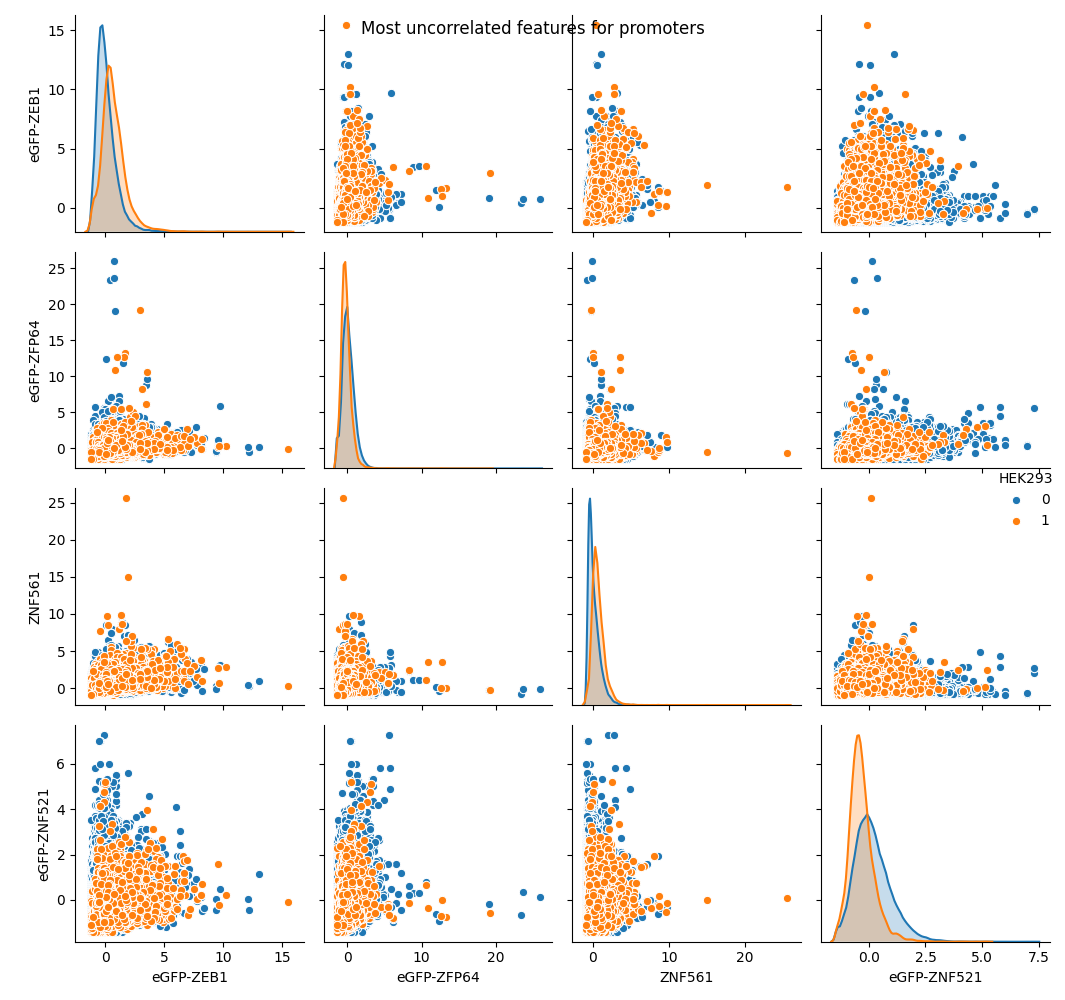 Most uncorrelated features for promoters
15
10
5
0
eGFP-ZEB1
25
20
15
10
5
0
eGFP-ZFP64
HEK293
0
1
25
20
15
10
5
0
ZNF561
6
4
2
0
eGFP-ZNF521
0 5 10 15
0 20
0 10 20
0.0 2.5 5.0 7.5
eGFP-ZEB1 eGFP-ZFP64 ZNF561 eGFP-ZNF521